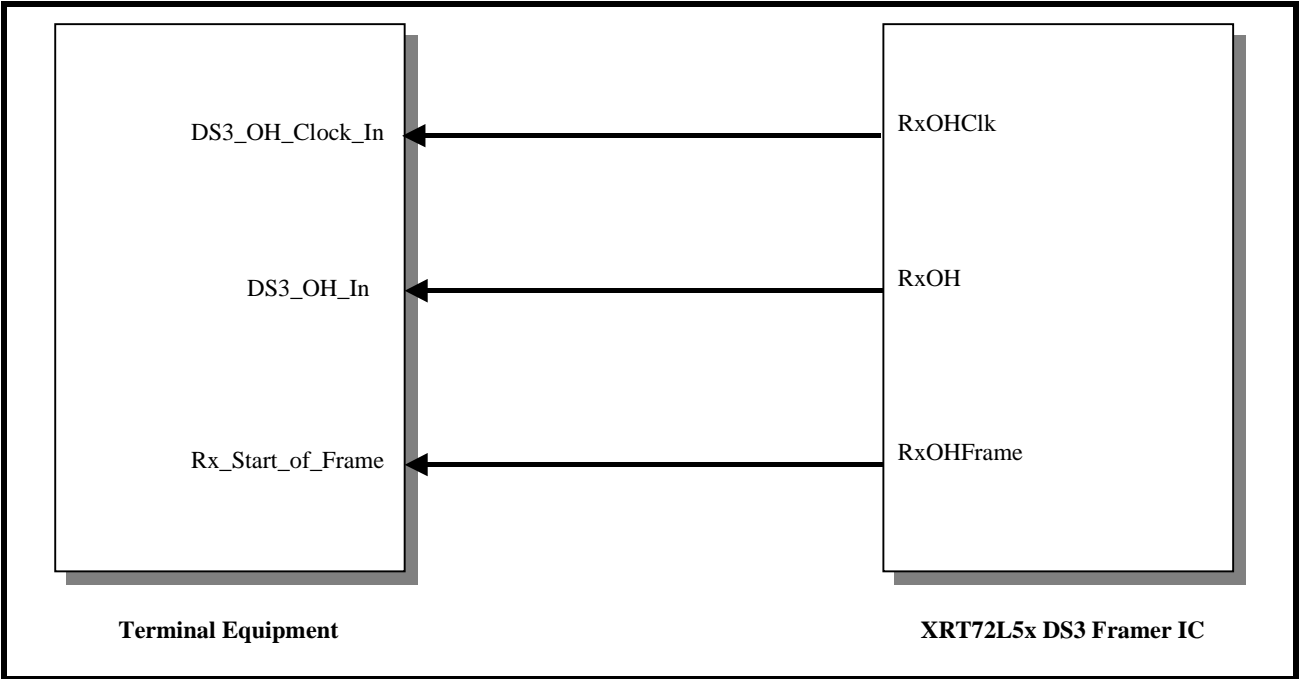 DS3_OH_Clock_In
RxOHClk
DS3_OH_In
RxOH
Rx_Start_of_Frame
RxOHFrame
Terminal Equipment
XRT72L5x DS3 Framer IC